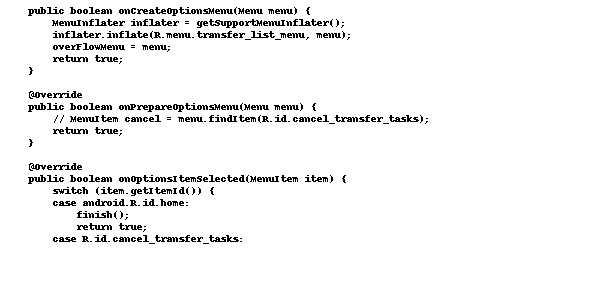 public boolean onCreateOptionsMenu(Menu menu) {
    MenuInflater inflater = getSupportMenuInflater();
    inflater.inflate(R.menu.transfer_list_menu, menu);
    overFlowMenu = menu;
    return true;
}

@Override
public boolean onPrepareOptionsMenu(Menu menu) {
    // MenuItem cancel = menu.findItem(R.id.cancel_transfer_tasks);
    return true;
}

@Override
public boolean onOptionsItemSelected(MenuItem item) {
    switch (item.getItemId()) {
    case android.R.id.home:
        finish();
        return true;
    case R.id.cancel_transfer_tasks: